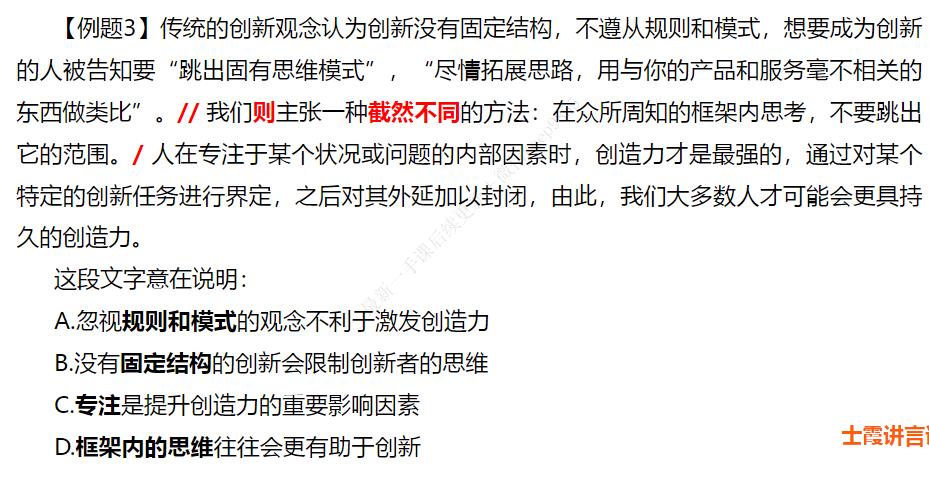 【例题3】传统的创新观念认为创新没有固定结构，不遵从规则和模式，想要成为创新
的人被告知要“跳出固有思维模式”，“尽情拓展思路，用与你的产品和服务毫不相关的
东西做类比”。// 我们则主张一种截然不同的方法：在众所周知的框架内思考，不要跳出
它的范围。/ 人在专注于某个状况或问题的内部因素时，创造力才是最强的，通过对某个
特定的创新任务进行界定，之后对其外延加以封闭，由此，我们大多数人才可能会更具持
久的创造力。
这段文字意在说明：
A.忽视规则和模式的观念不利于激发创造力
B.没有固定结构的创新会限制创新者的思维
C.专注是提升创造力的重要影响因素
D.框架内的思维往往会更有助于创新
士霞讲言